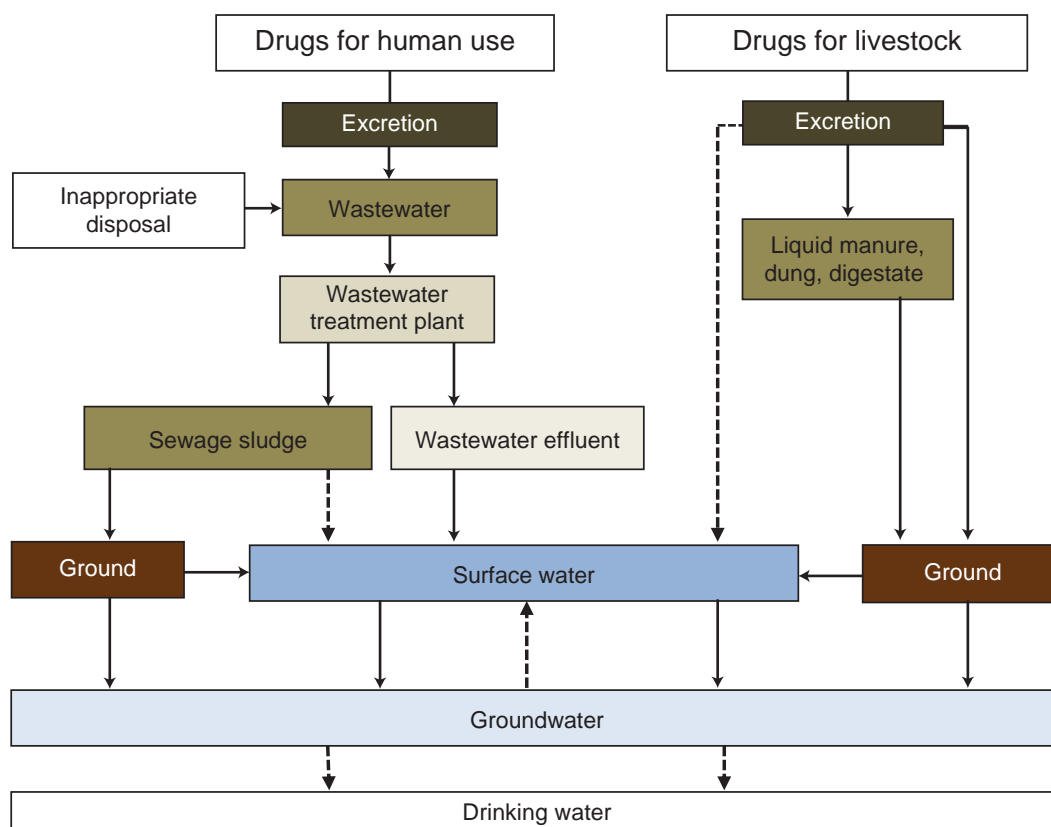 Drugs for human use
Drugs for livestock
Excretion
Excretion
Inappropriate
disposal
Wastewater
Liquid manure,
dung, digestate
Wastewater
treatment plant
Sewage sludge
Wastewater effluent
Ground
Surface water
Ground
Groundwater
Drinking water